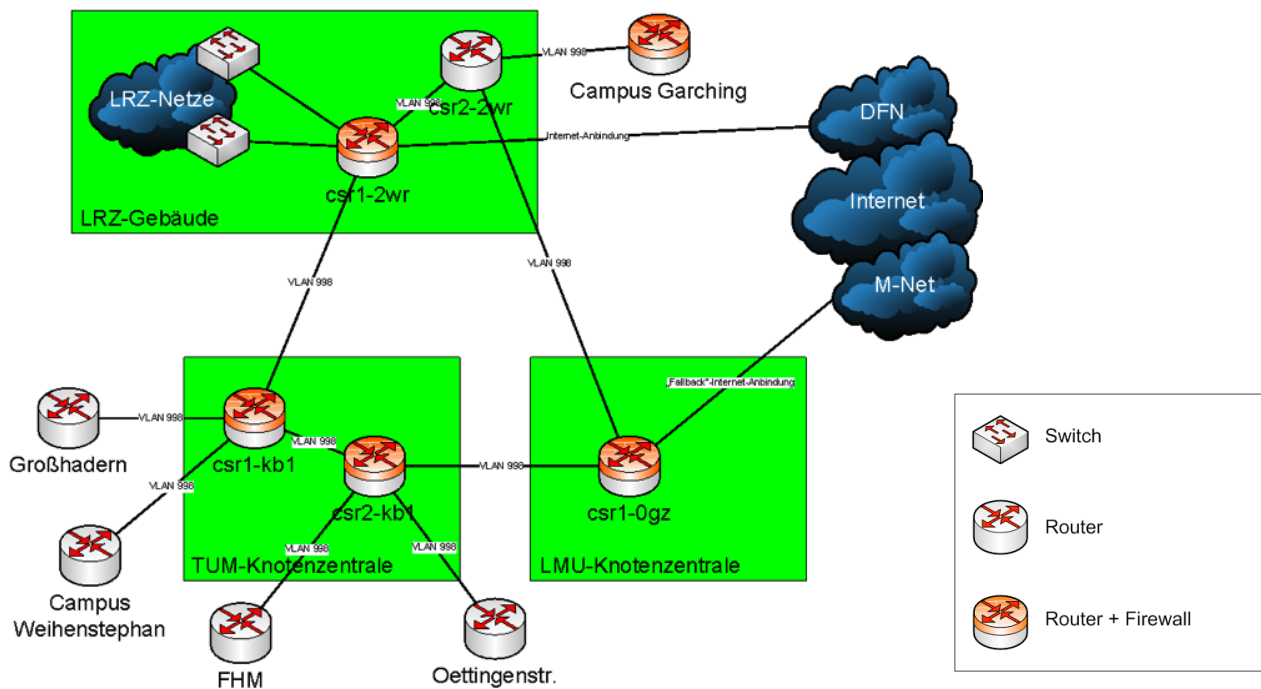 VLAN 998
Campus Garching
LRZ-Netze
VLAN 998
csr2-2wr
DFN
Internet-Anbindung
csr1-2wr
Internet
LRZ-Gebäude
VLAN 998
VLAN 998
M-Net
„Fallback"-Internet-Anbindung
VLAN 998
Großhadern
csr1-kb1
VLAN 998
VLAN 998
VLAN 998
csr2-kb1
csr1-0gz
VLAN 998
VLAN 998
TUM-Knotenzentrale
LMU-Knotenzentrale
Campus
Weihenstephan
FHM
Oettingenstr.
Switch
Router
Router + Firewall